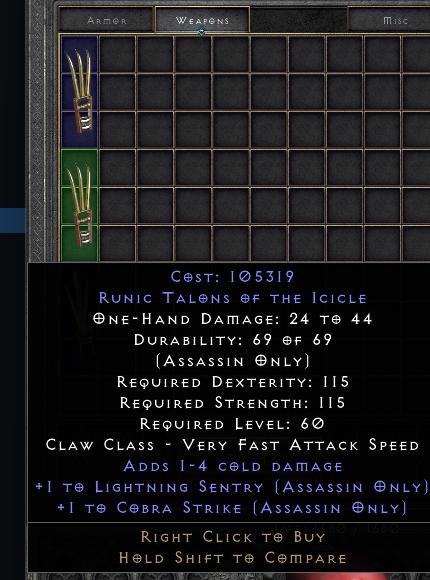 Armor
Weapons
Misc
Cost: 105319
Runic Talons of the Icicle
One-Hand Damage: 24 to 44
Durability: 69 of 69
(Assassin Only)
Required Dexterity: 115
Required Strength: 115
Required Level: 60
Claw Class - Very Fast Attack Speed
Adds 1-4 cold damage
+1 to Lightning Sentry (Assassin Only)
+1 to Cobra Strike (Assassin Only)
Right Click to Buy
Hold Shift to Compare